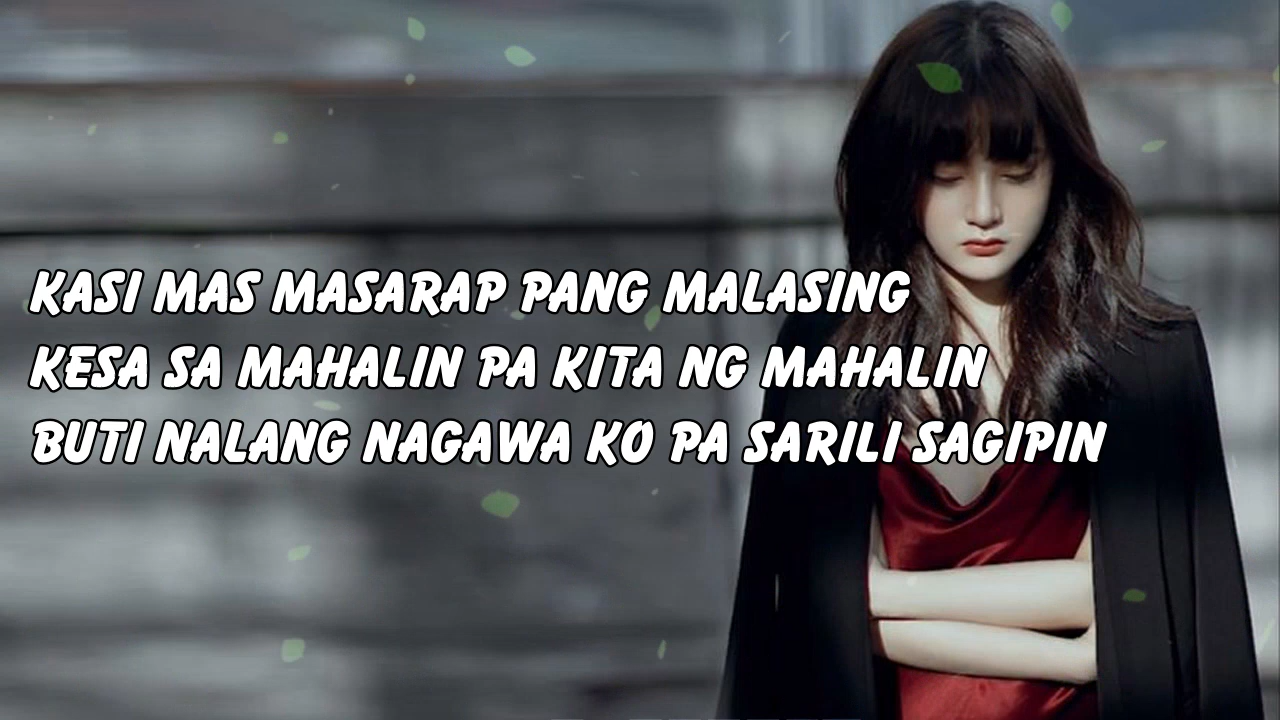 KASI MAS MASARAP PANG MALASING
KESA SA MAHALIN PA KITA NG MAHALIN
BUTI NALANG NAGAWA KO PA SARILI SAGIPIN